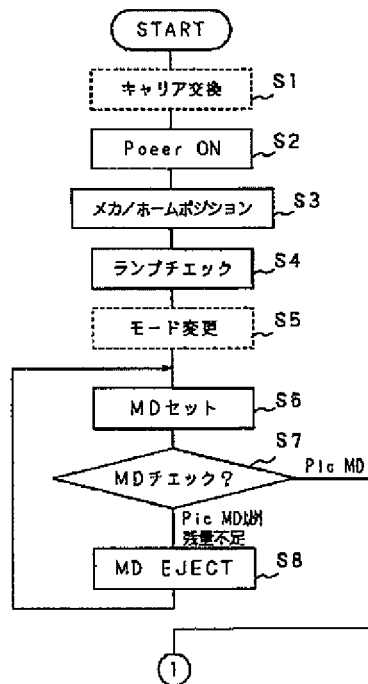 START
キャリア交換
S1
Poeer ON
S2
メカ/ホームポジション
S3
ランプチェック
S4
モード変更
S5
MDセット
S6
MDチェック?
S7
Pic MD
Pic MD以外
残量不足
MD EJECT
S8
1